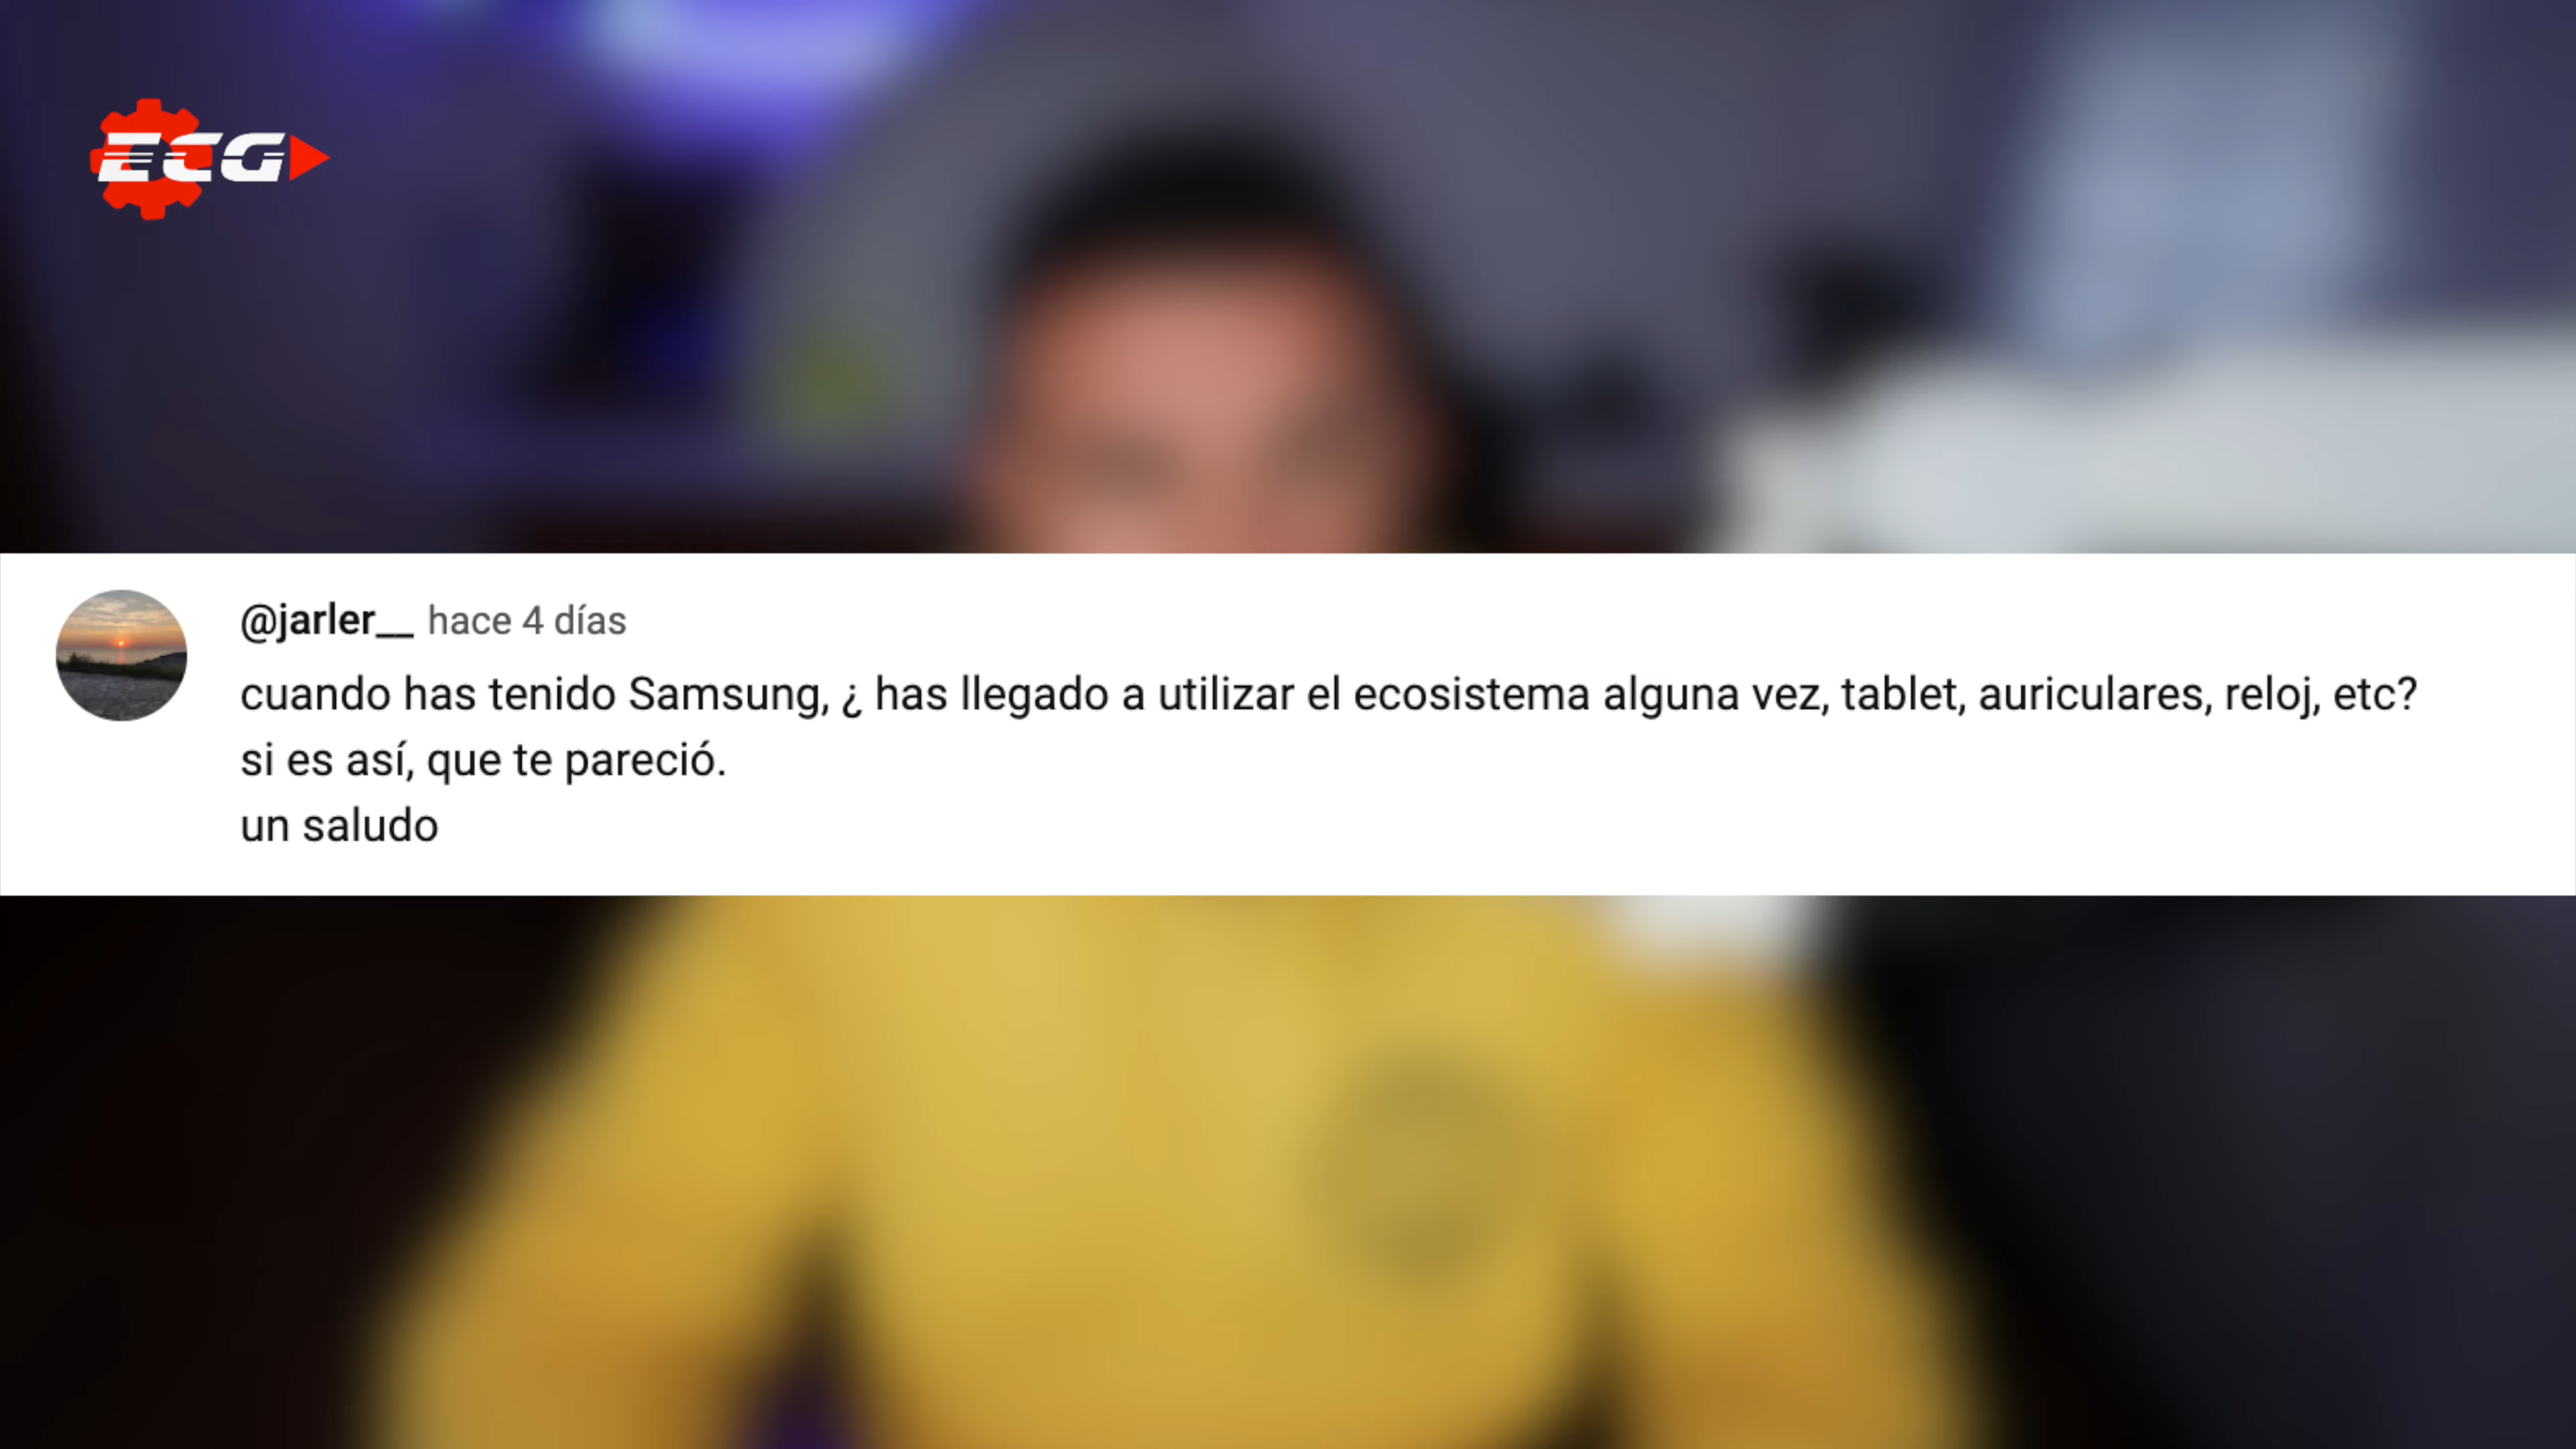 ECG
@jarler__ hace 4 días
cuando has tenido Samsung, ¿ has llegado a utilizar el ecosistema alguna vez, tablet, auriculares, reloj, etc?
si es así, que te pareció.
un saludo